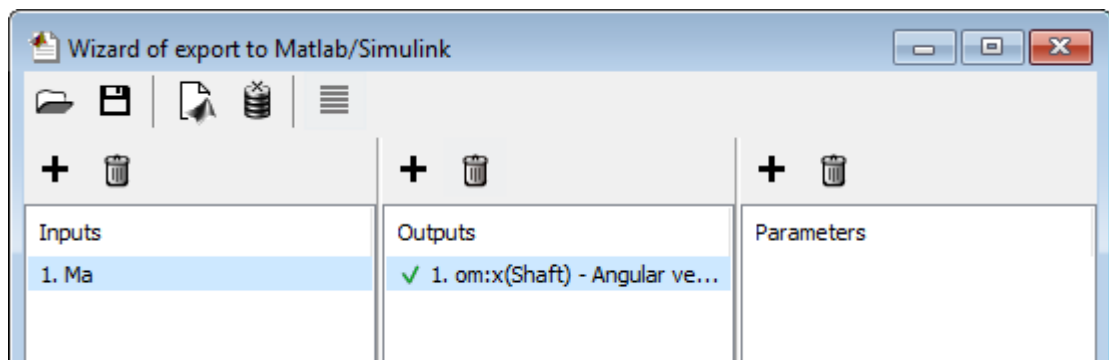 Wizard of export to Matlab/Simulink
Inputs
Outputs
Parameters
1. Ma
1. om:x(Shaft) - Angular ve...